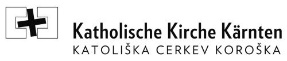 Katholische Kirche Kärnten
KATOLIŠKA CERKEV KOROŠKA